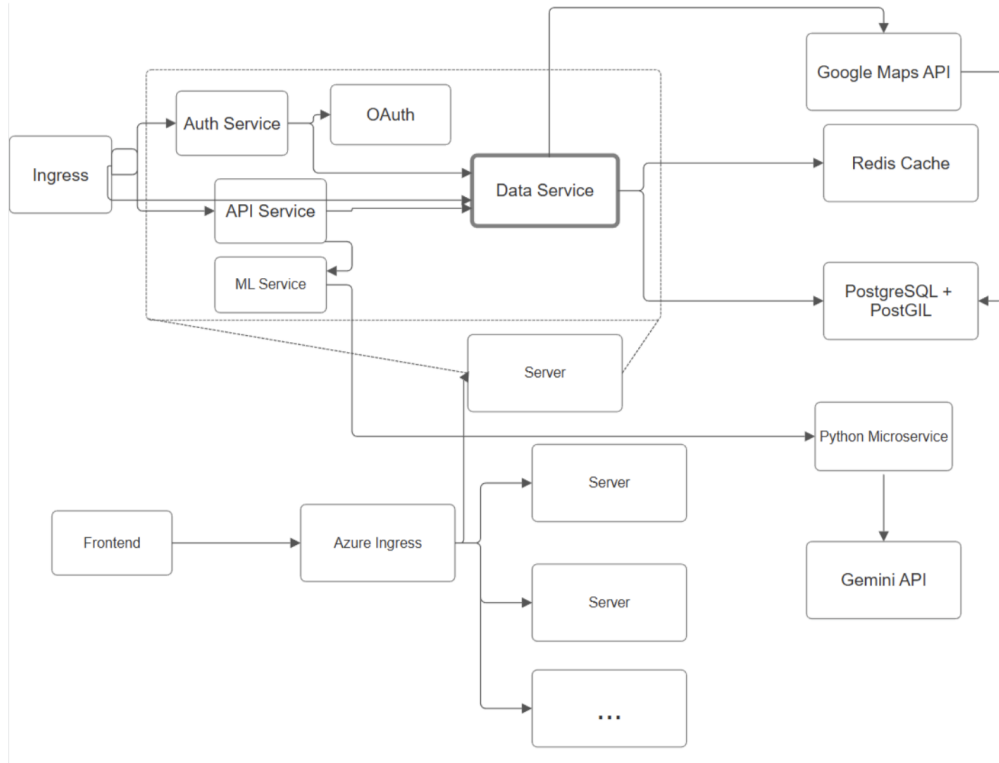 Google Maps API
Auth Service
OAuth
Ingress
Redis Cache
Data Service
API Service
ML Service
PostgreSQL +
PostGIL
Server
Python Microservice
Server
Frontend
Azure Ingress
Gemini API
Server
...